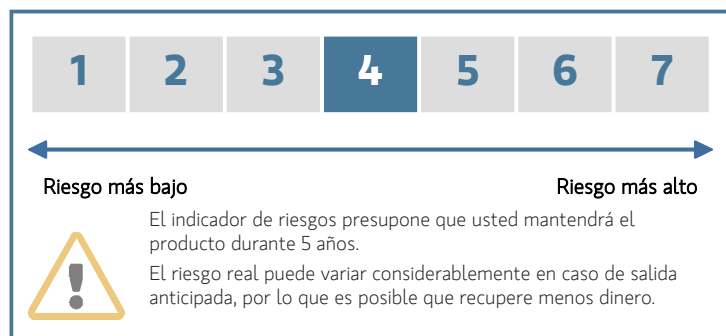 1 2 3 4 5 6 7
Riesgo más bajo Riesgo más alto
El indicador de riesgos presupone que usted mantendrá el
producto durante 5 años.
El riesgo real puede variar considerablemente en caso de salida
anticipada, por lo que es posible que recupere menos dinero.